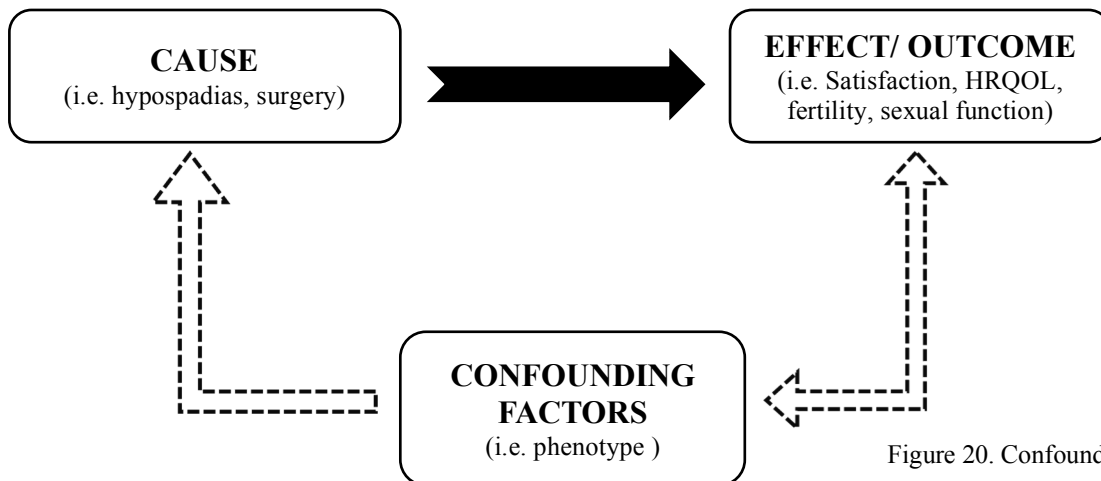 CAUSE
(i.e. hypospadias, surgery)
EFFECT/ OUTCOME
(i.e. Satisfaction, HRQOL,
fertility, sexual function)
CONFOUNDING
FACTORS
(i.e. phenotype )
Figure 20. Confound